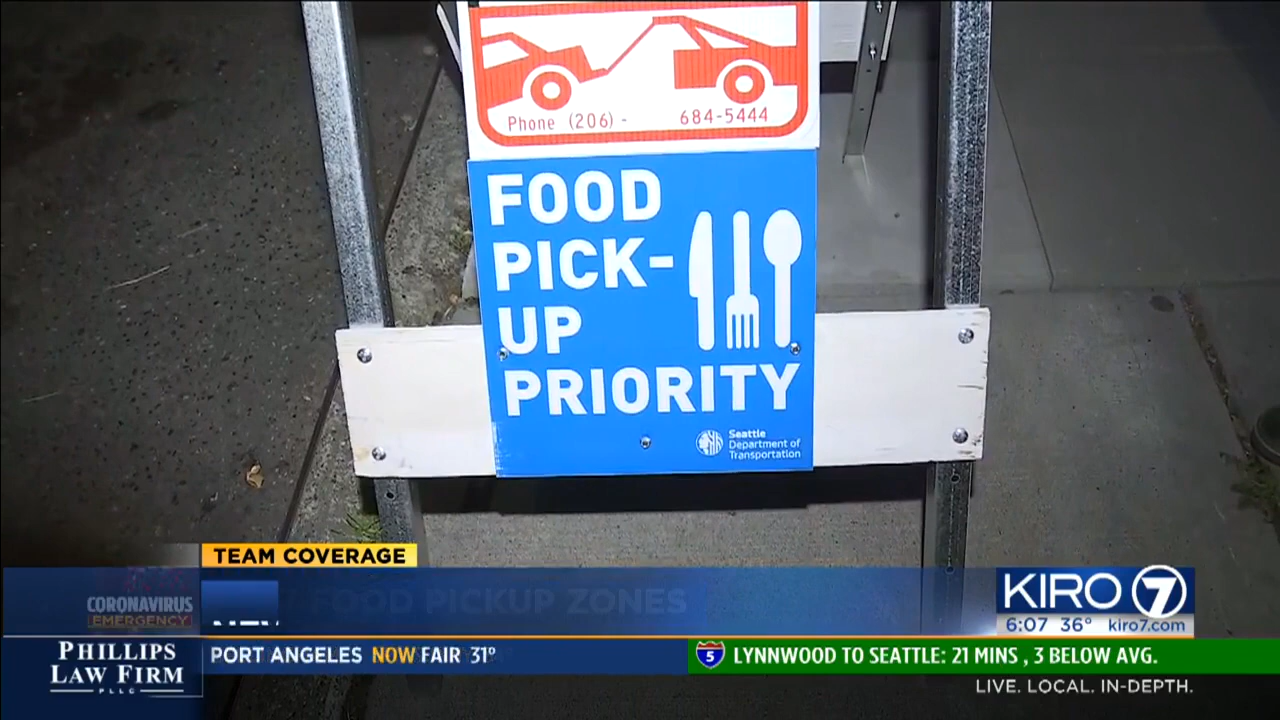 Phone (206) - 684-5444
FOOD
PICK-
UP
PRIORITY
Seattle
Department of
Transportation
TEAM COVERAGE
CORONAVIRUS
EMERGENCY
FOOD PICKUP ZONES
KIRO 7
6:07 36° kiro7.com
PHILLIPS
LAW FIRM
PLLC
PORT ANGELES NOW FAIR 31°
5 LYNNWOOD TO SEATTLE: 21 MINS , 3 BELOW AVG.
LIVE. LOCAL. IN-DEPTH.